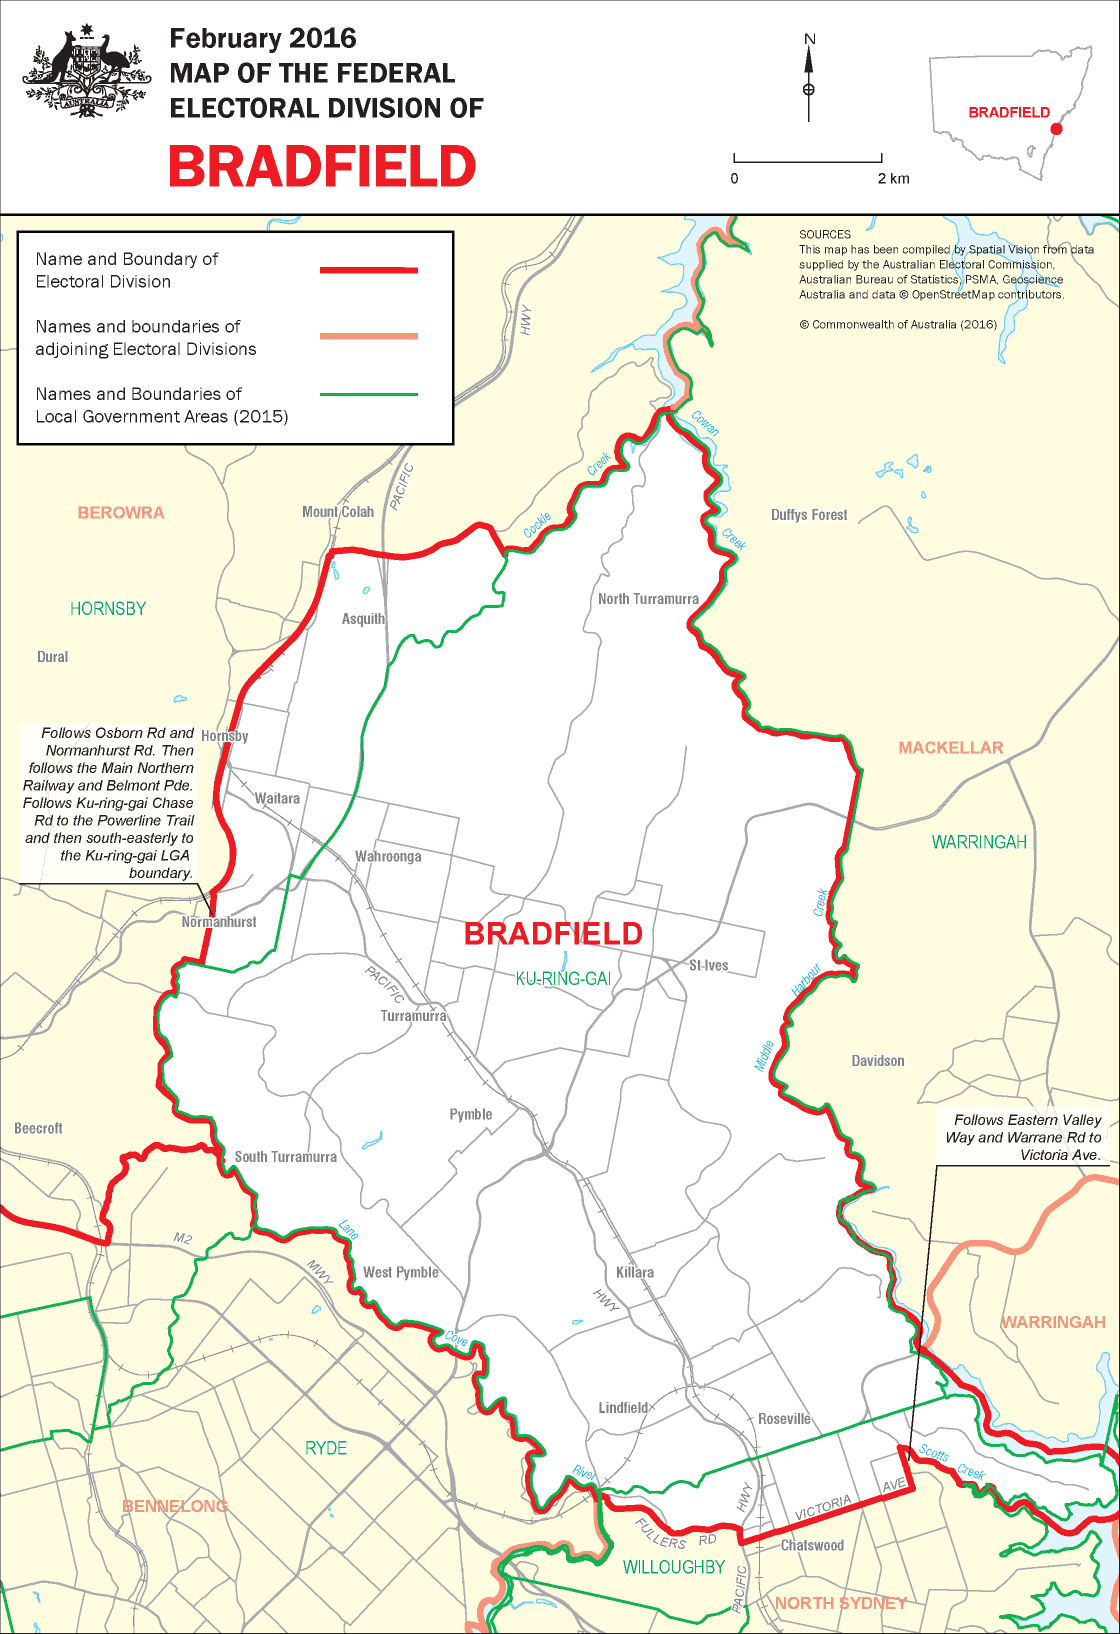 February 2016
MAP OF THE FEDERAL
ELECTORAL DIVISION OF
BRADFIELD
AUSTRALIA
N
0 2 km
BRADFIELD
Name and Boundary of
Electoral Division
Names and boundaries of
adjoining Electoral Divisions
Names and Boundaries of
Local Government Areas (2015)
SOURCES
This map has been compiled by Spatial Vision from data
supplied by the Australian Electoral Commission,
Australian Bureau of Statistics, PSMA, Geoscience
Australia and data © OpenStreetMap contributors.
© Commonwealth of Australia (2016)
HWY
Cowan
Creek
PACIFIC
BEROWRA
Mount Colah
Cockle
Duffys Forest
Creek
HORNSBY
Asquith
North Turramurra
Dural
Follows Osborn Rd and
Normanhurst Rd. Then
follows the Main Northern
Railway and Belmont Pde.
Follows Ku-ring-gai Chase
Rd to the Powerline Trail
and then south-easterly to
the Ku-ring-gai LGA
boundary.
Hornsby
MACKELLAR
Waitara
WARRINGAH
Wahroonga
Creek
Normanhurst
BRADFIELD
St Ives
KU-RING-GAI
PACIFIC
Harbour
Turramurra
Middle
Davidson
Pymble
Beecroft
Follows Eastern Valley
Way and Warrane Rd to
Victoria Ave.
South Turramurra
M2
Lane
MWY
West Pymble
Killara
HWY
WARRINGAH
Cove
Lindfield
Roseville
RYDE
Scotts
Creek
River
BENNELONG
HWY
VICTORIA AVE
FULLERS RD
Chatswood
WILLOUGHBY
PACIFIC
NORTH SYDNEY